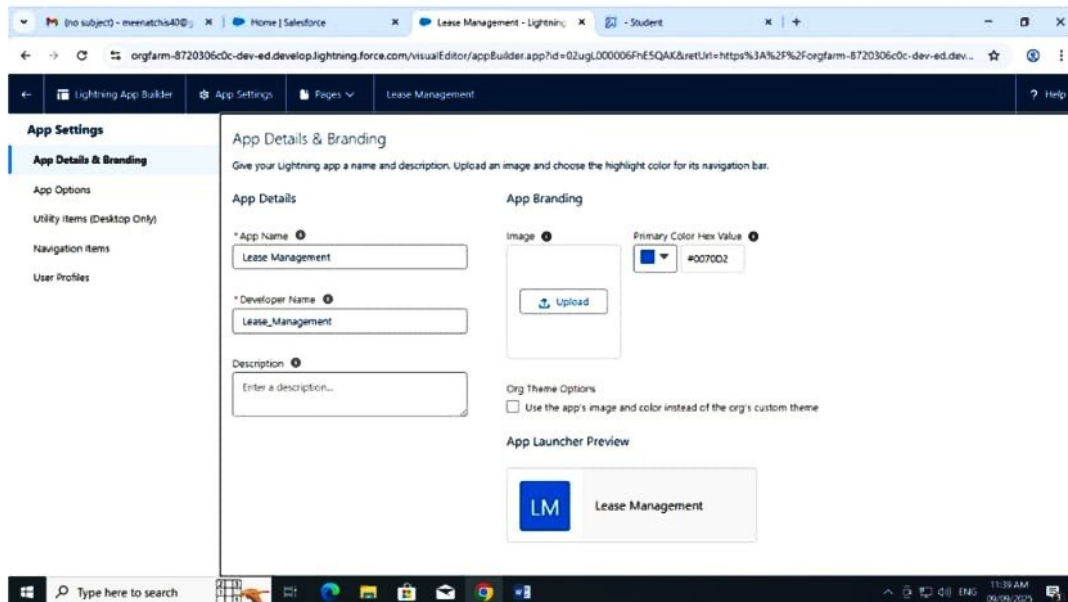 (no subject) - meenatchis40@g
Home | Salesforce
Lease Management - Lightning
- Student
orgfarm-8720306c0c-dev-ed.develop.lightning.force.com/visualEditor/appBuilder.app?id=02ugL000006FhE5QAK&retUrl=https%3A%2F%2Forgfarm-8720306c0c-dev-ed.dev...
Lightning App Builder
App Settings
Pages
Lease Management
? Help
App Settings
App Details & Branding
App Options
Utility Items (Desktop Only)
Navigation Items
User Profiles
App Details & Branding
Give your Lightning app a name and description. Upload an image and choose the highlight color for its navigation bar.
App Details
*App Name
Lease Management
*Developer Name
Lease_Management
Description
Enter a description...
App Branding
Image
Upload
Primary Color Hex Value
#0070D2
Org Theme Options
Use the app's image and color instead of the org's custom theme
App Launcher Preview
LM
Lease Management
Type here to search
ENG
11:39 AM
09/09/2025